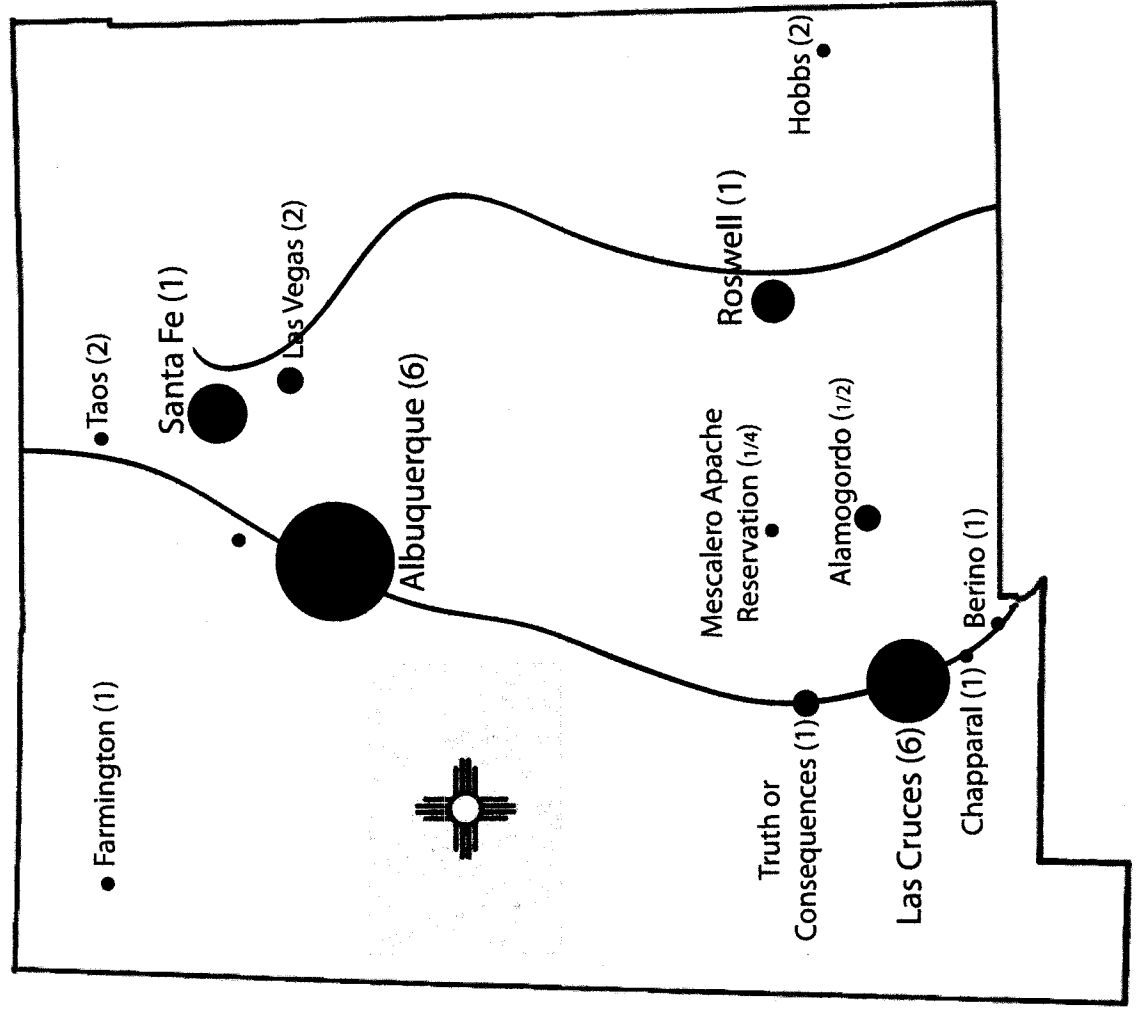 Farmington (1)
Taos (2)
Santa Fe (1)
Las Vegas (2)
Albuquerque (6)
Mescalero Apache
Reservation (1/4)
Roswell (1)
Truth or
Consequences (1)
Alamogordo (1/2)
Hobbs (2)
Las Cruces (6)
Chapparal (1)
Berino (1)